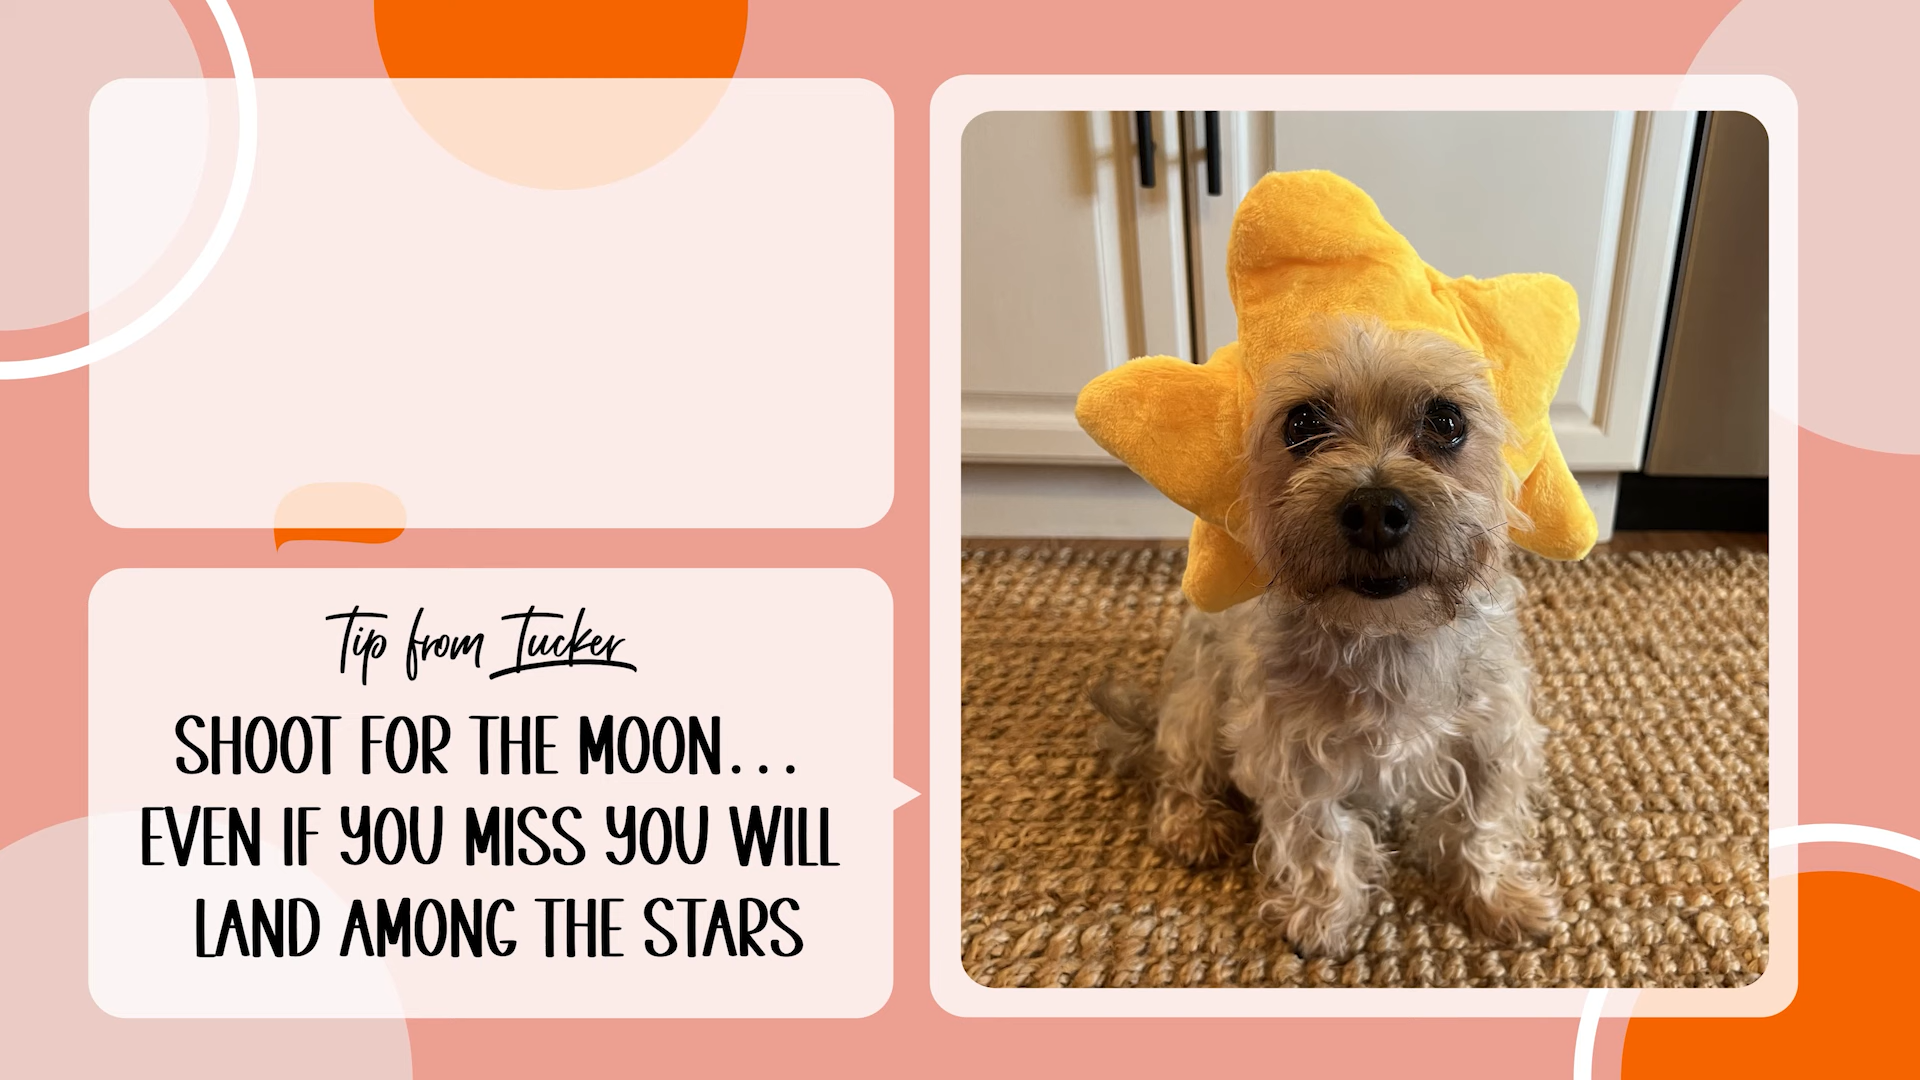 Tip from Tucker
SHOOT FOR THE MOON...
EVEN IF YOU MISS YOU WILL
LAND AMONG THE STARS